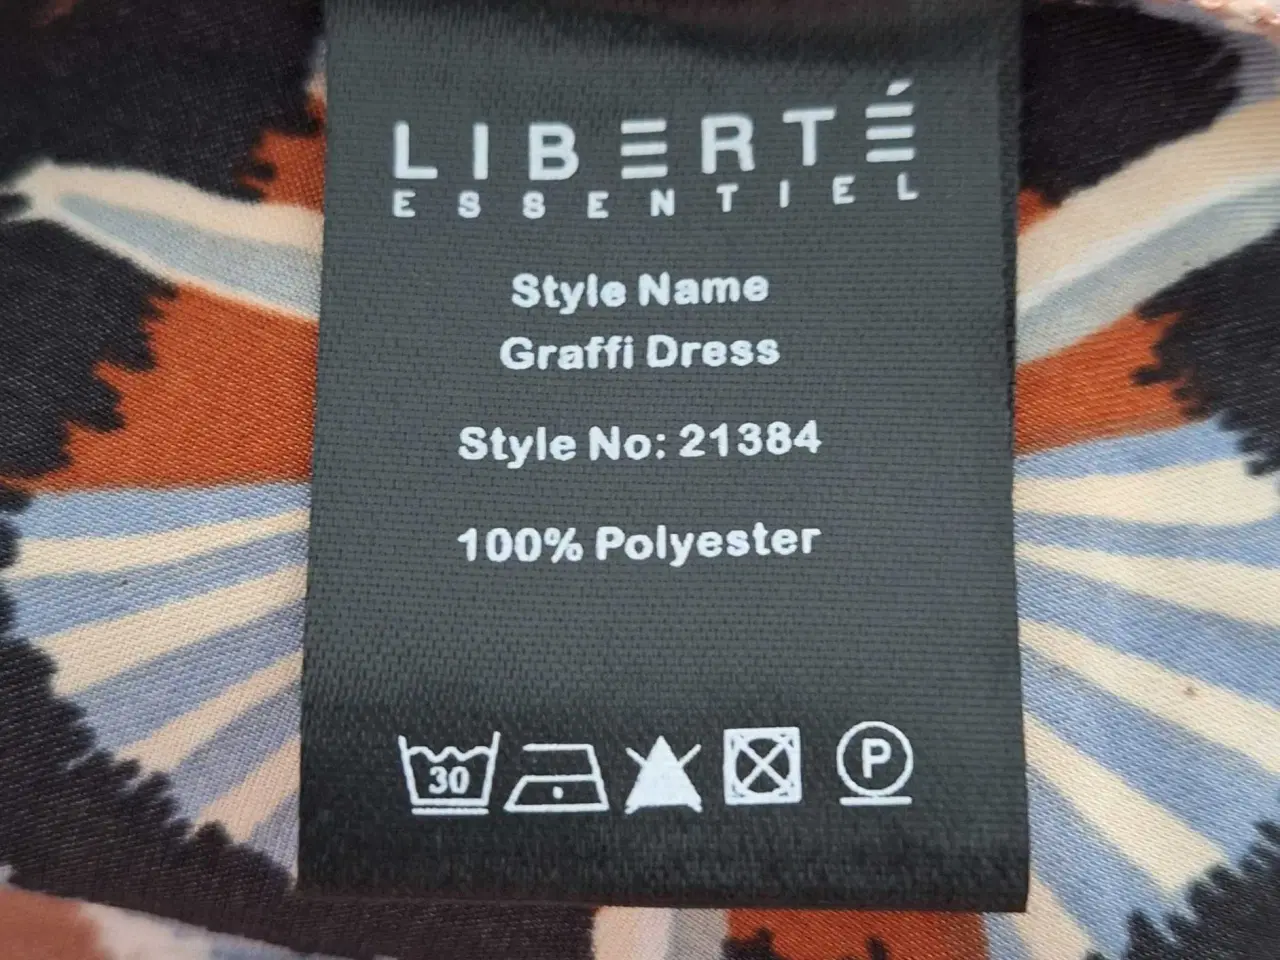 LIBERTÉ
ESSENTIEL
Style Name
Graffi Dress
Style No: 21384
100% Polyester
30 P